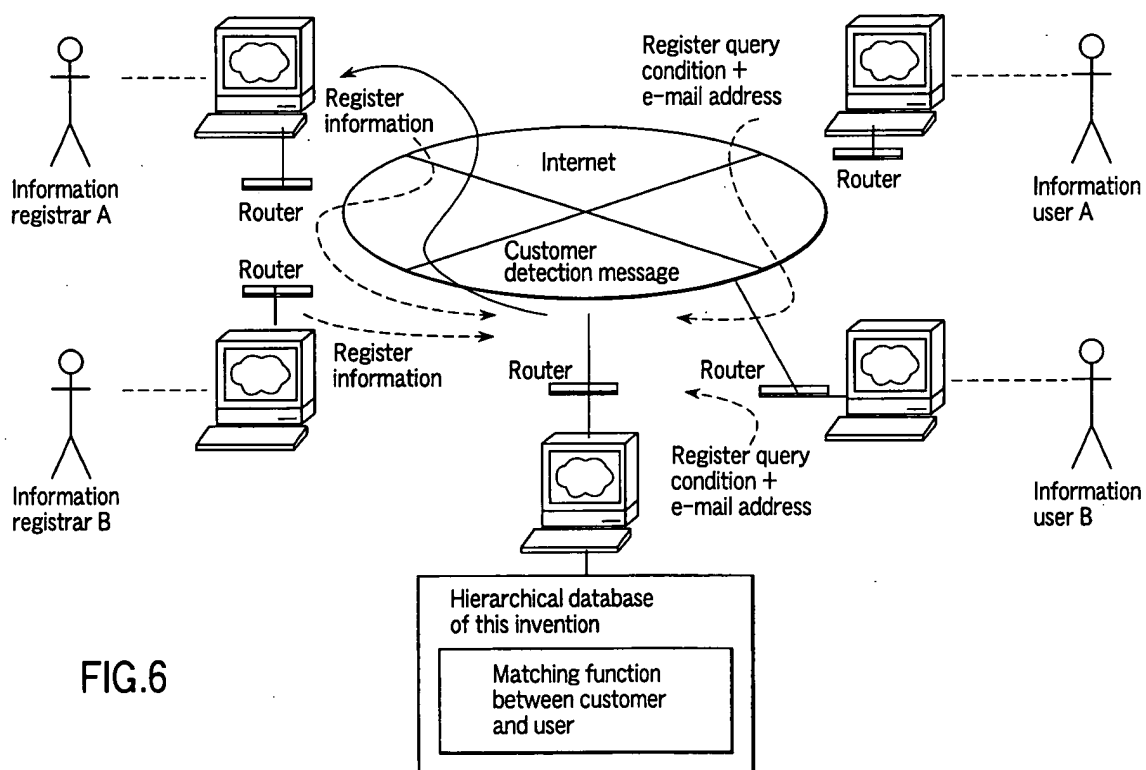 Register query
condition +
e-mail address
Register
information
Internet
Information
registrar A
Router
Router
Information
user A
Customer
detection message
Router
Register
information
Router
Router
Information
registrar B
Register query
condition +
e-mail address
Information
user B
Hierarchical database
of this invention
Matching function
between customer
and user
FIG.6